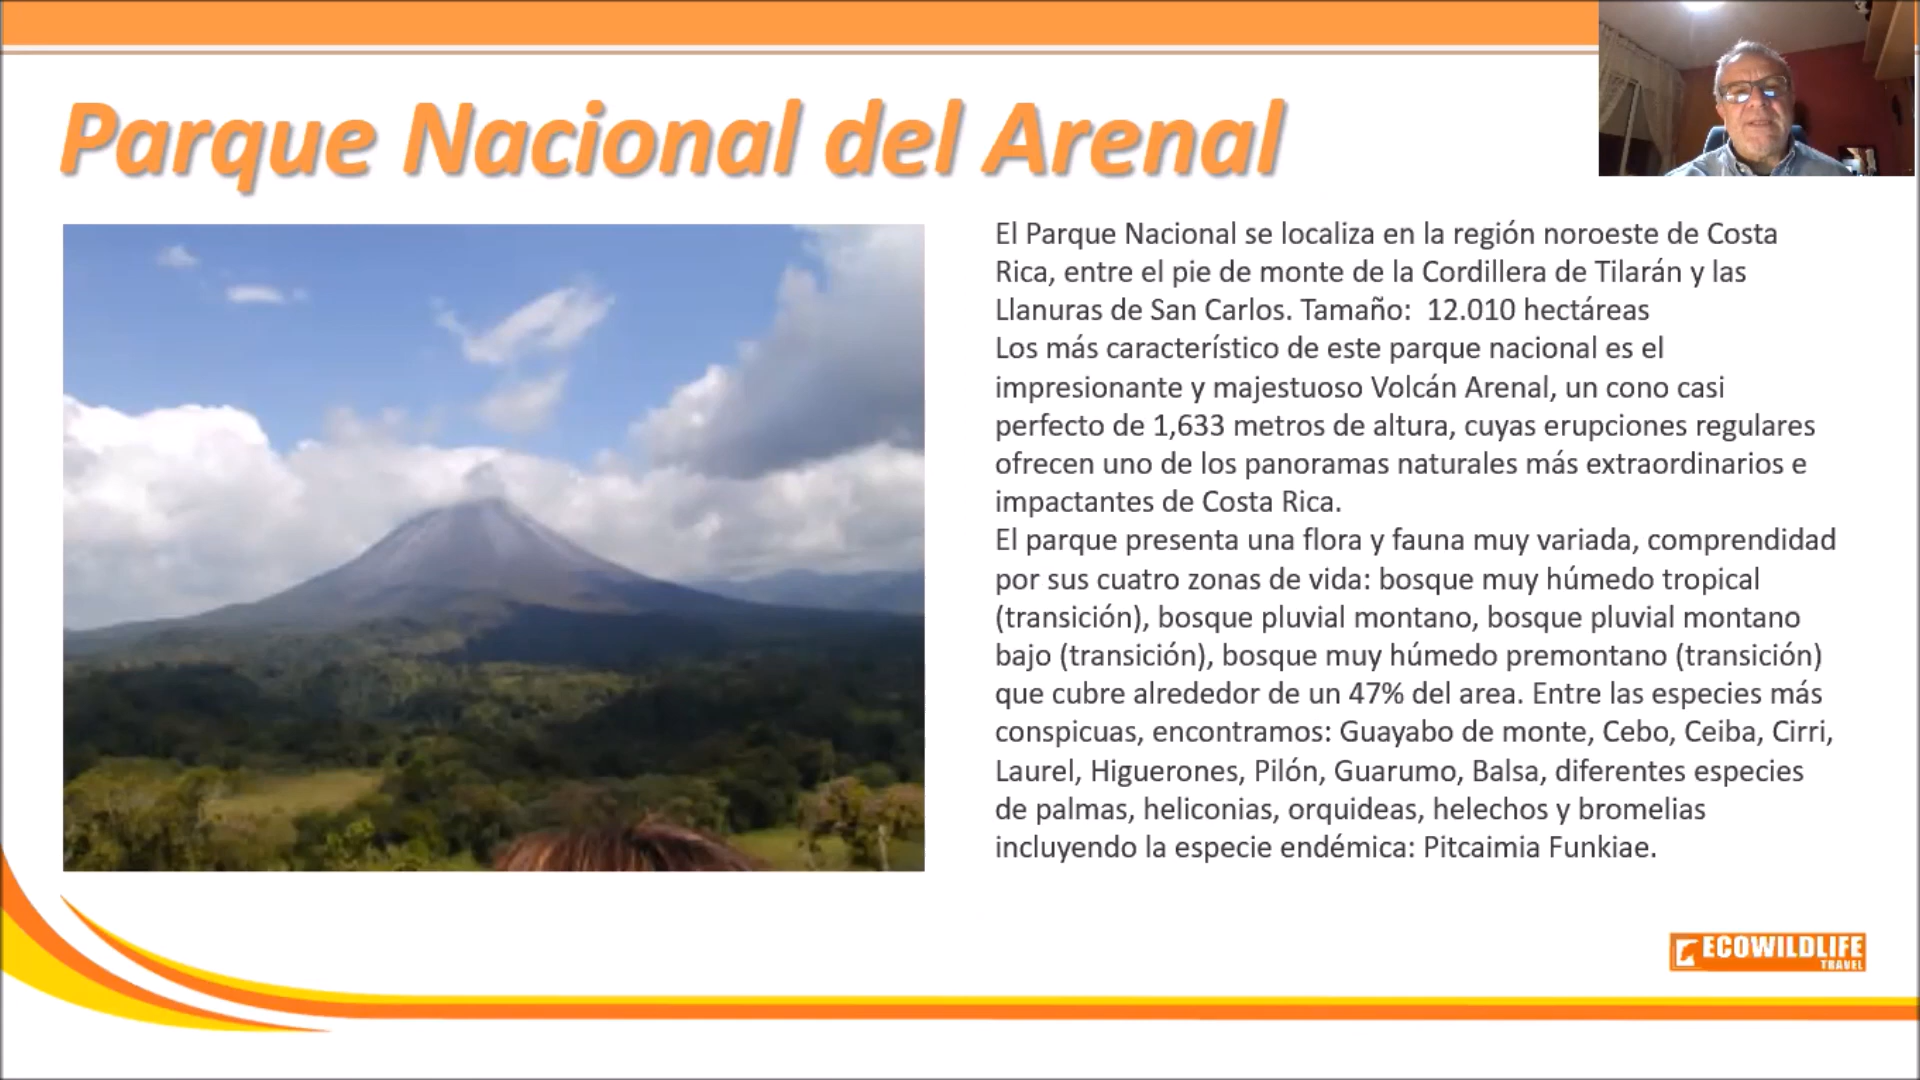 Parque Nacional del Arenal
El Parque Nacional se localiza en la región noroeste de Costa
Rica, entre el pie de monte de la Cordillera de Tilarán y las
Llanuras de San Carlos. Tamaño:  12.010 hectáreas
Los más característico de este parque nacional es el
impresionante y majestuoso Volcán Arenal, un cono casi
perfecto de 1,633 metros de altura, cuyas erupciones regulares
ofrecen uno de los panoramas naturales más extraordinarios e
impactantes de Costa Rica.
El parque presenta una flora y fauna muy variada, comprendidad
por sus cuatro zonas de vida: bosque muy húmedo tropical
(transición), bosque pluvial montano, bosque pluvial montano
bajo (transición), bosque muy húmedo premontano (transición)
que cubre alrededor de un 47% del area. Entre las especies más
conspicuas, encontramos: Guayabo de monte, Cebo, Ceiba, Cirri,
Laurel, Higuerones, Pilón, Guarumo, Balsa, diferentes especies
de palmas, heliconias, orquideas, helechos y bromelias
incluyendo la especie endémica: Pitcaimia Funkiae.
ECOWILDLIFE
TRAVEL